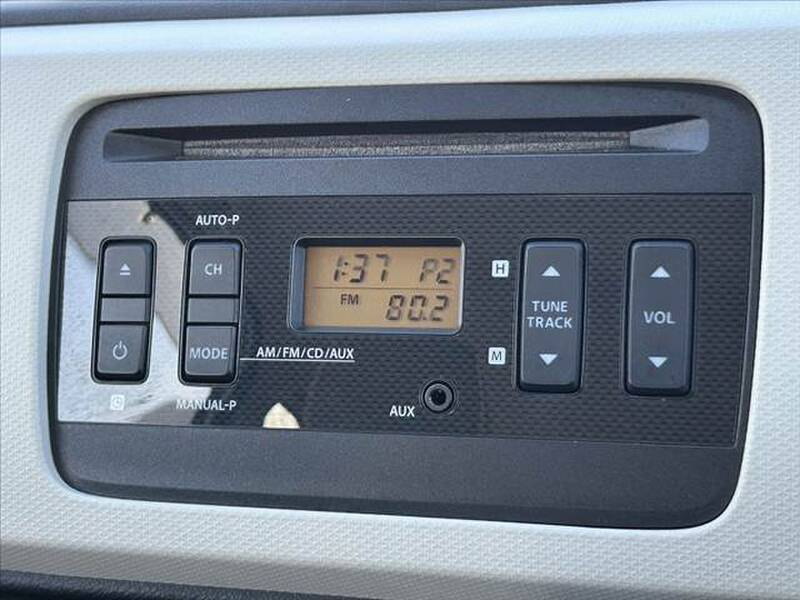 AUTO-P
CH
MODE
AM/FM/CD/AUX
MANUAL-P
1:37 P2
FM 80.2
AUX
H
M
TUNE
TRACK
VOL